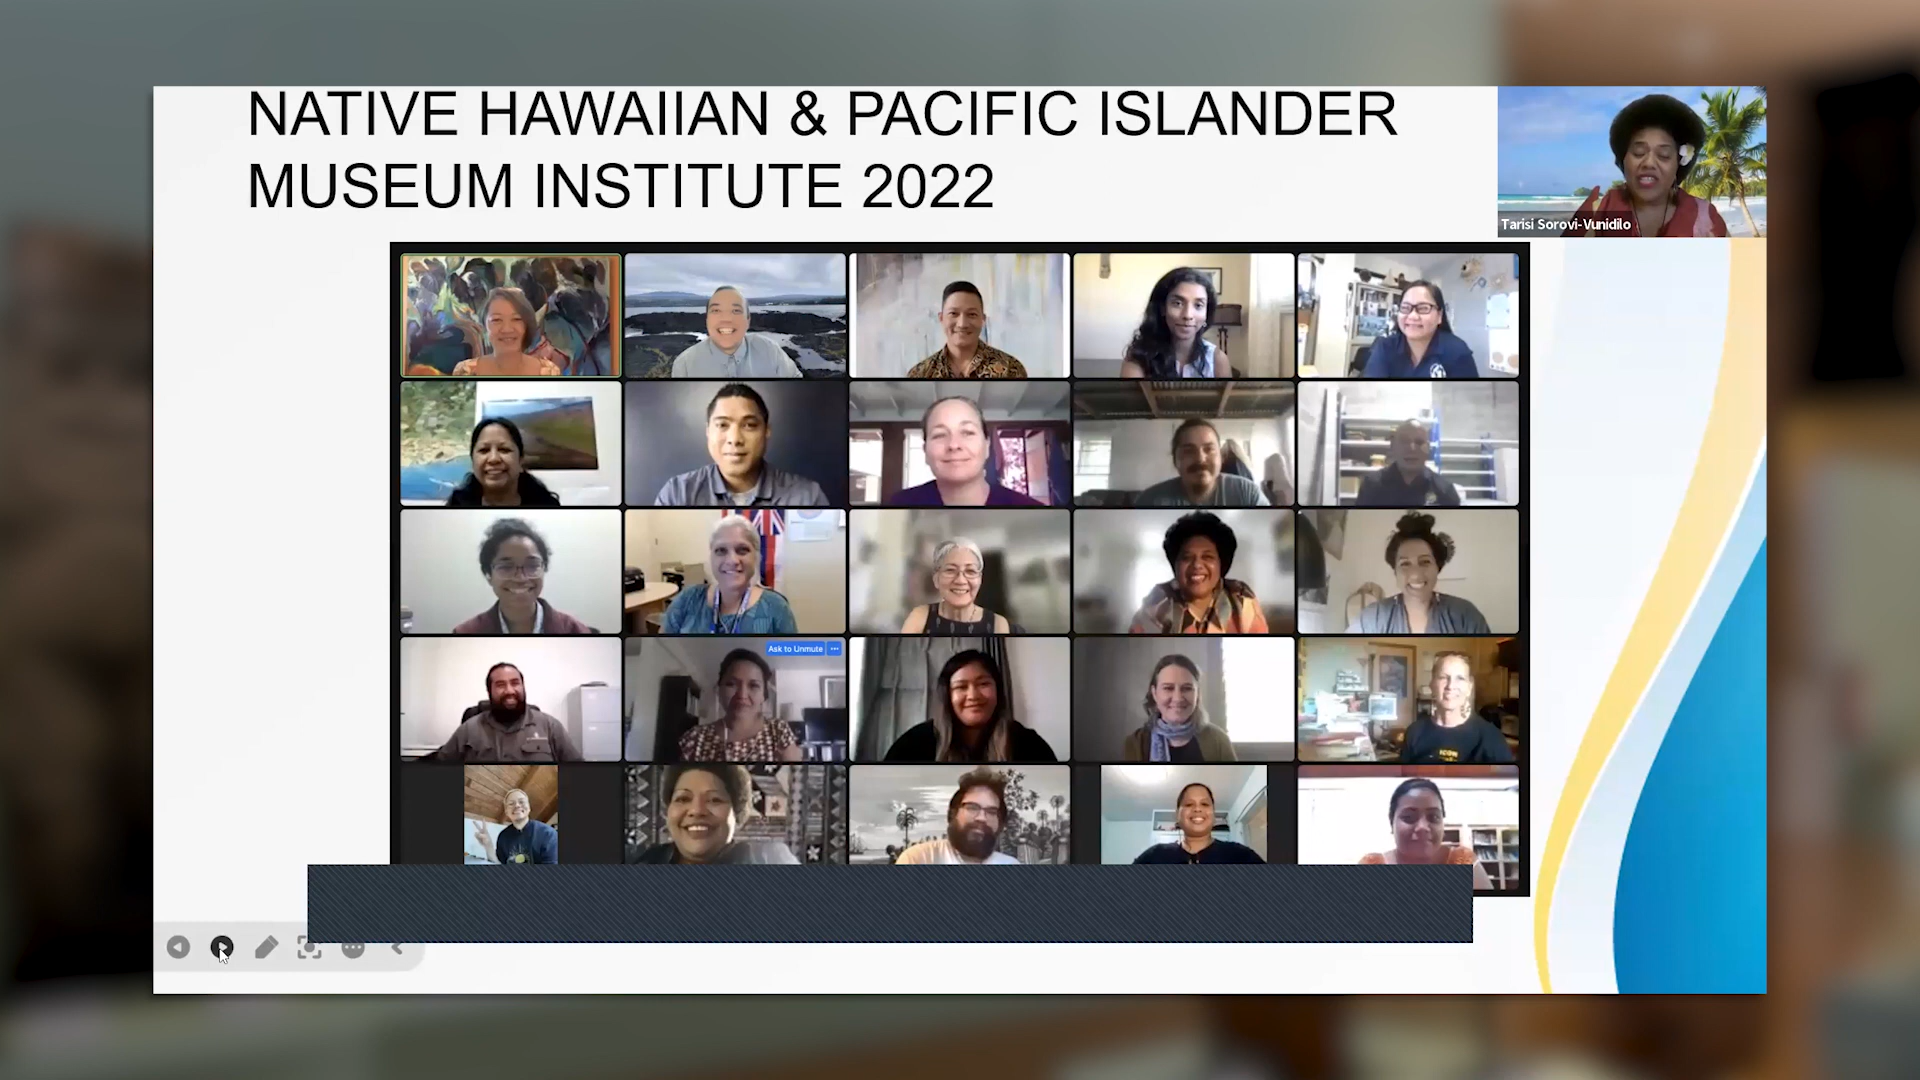 NATIVE HAWAIIAN & PACIFIC ISLANDER
MUSEUM INSTITUTE 2022
Tarisi Sorovi-Vunidilo
Ask to Unmute